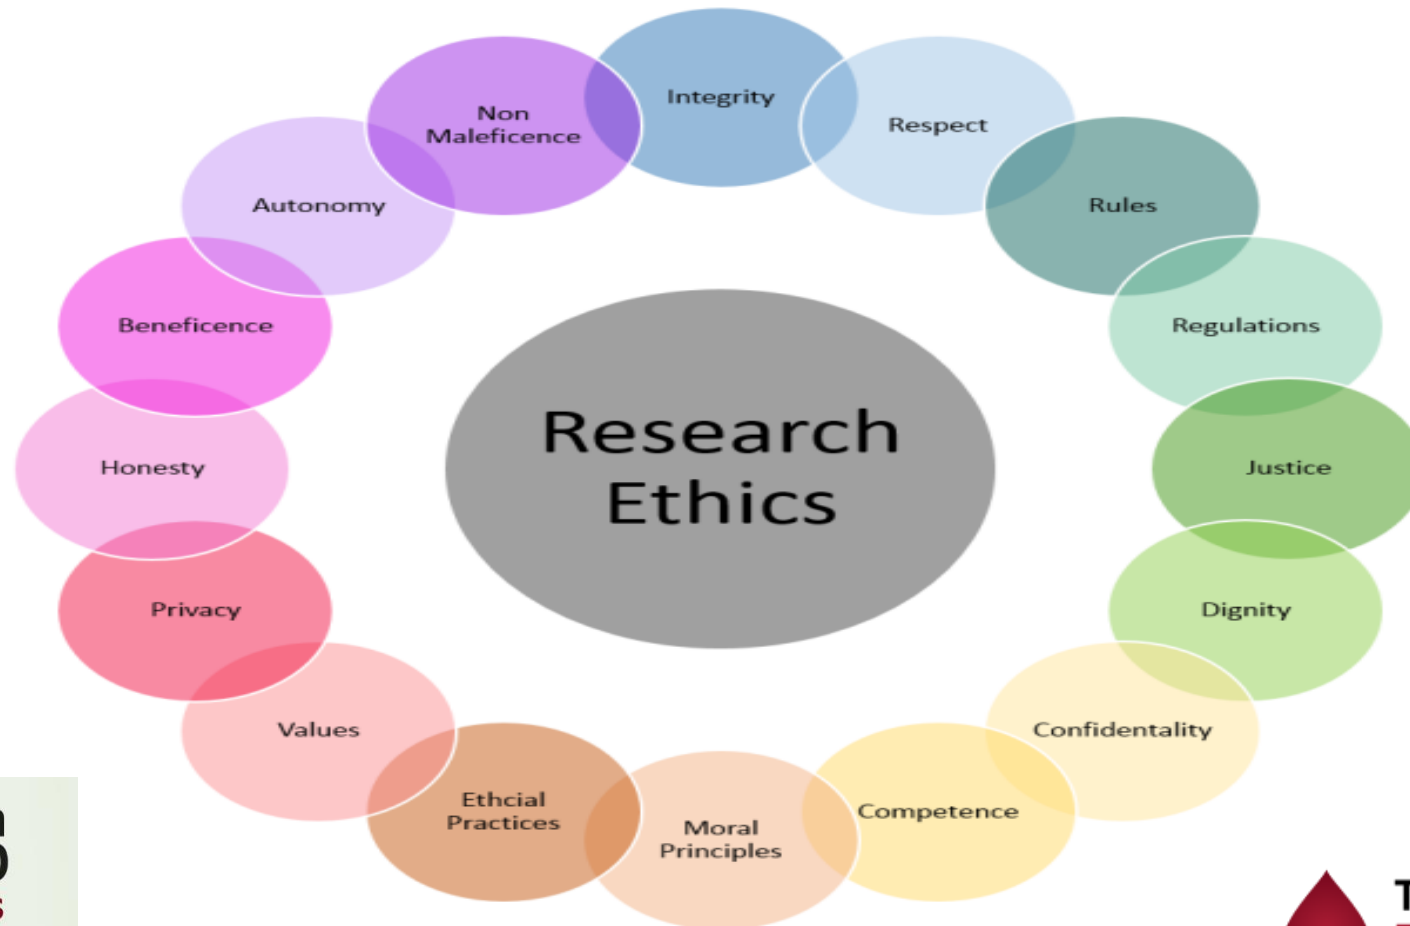 Integrity
Respect
Rules
Regulations
Justice
Dignity
Confidentality
Competence
Moral
Principles
Ethcial
Practices
Values
Privacy
Honesty
Beneficence
Autonomy
Non
Maleficence
Research
Ethics